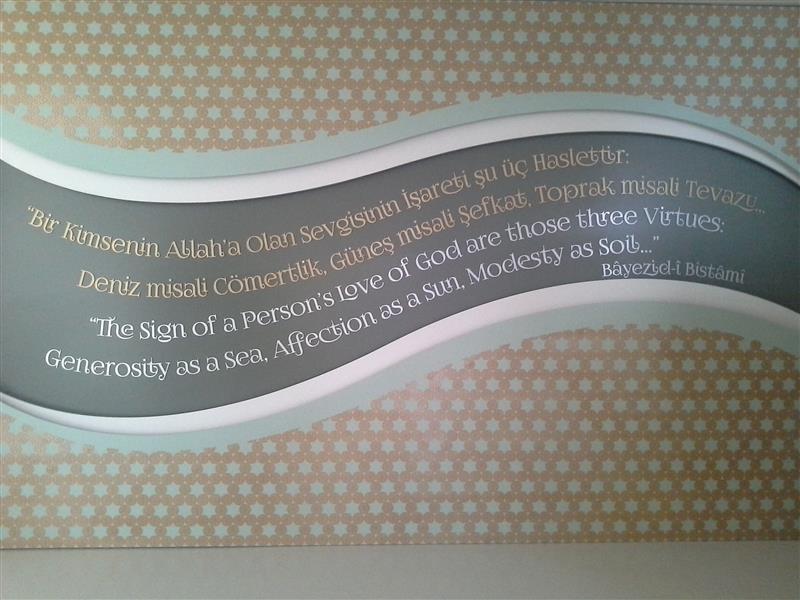 "Bir Kimsenin Allah'a Olan Sevgisinin İşareti şu üç Haslettir:
Deniz misali Cömertlik, Güneş misali Şefkat, Toprak misali Tevazu...
"The Sign of a Person's Love of God are those three Virtues:
Generosity as a Sea, Affection as a Sun, Modesty as Soil..."
Bâyezid-î Bistâmî